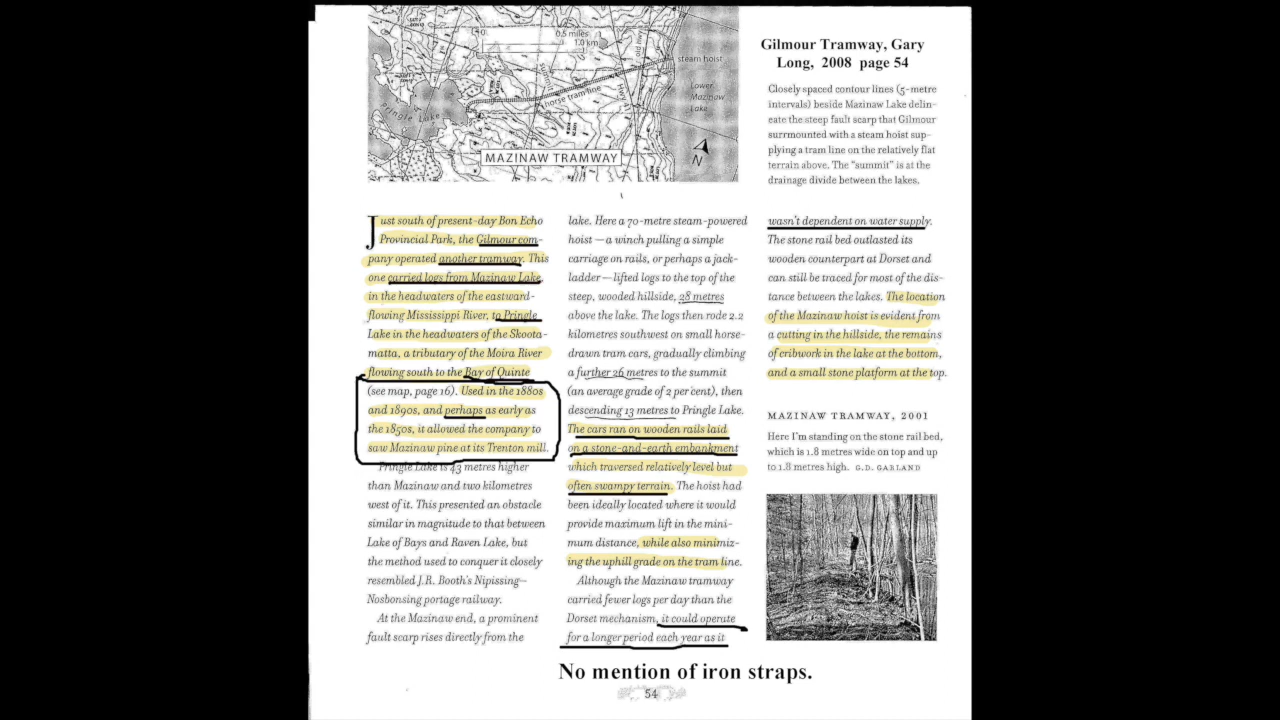 0 0.5 miles
1.0 km
old hwy
steam hoist
Lower
Mazinaw
Lake
horse tram line
Hwy
Pringle Lake
MAZINAW TRAMWAY
N
Gilmour Tramway, Gary
Long, 2008 page 54
Closely spaced contour lines (5-metre
intervals) beside Mazinaw Lake delin-
eate the steep fault scarp that Gilmour
surrmounted with a steam hoist sup-
plying a tram line on the relatively flat
terrain above. The "summit" is at the
drainage divide between the lakes.
Just south of present-day Bon Echo
Provincial Park, the Gilmour com-
pany operated another tramway. This
one carried logs from Mazinaw Lake,
in the headwaters of the eastward-
flowing Mississippi River, to Pringle
Lake in the headwaters of the Skoota-
matta, a tributary of the Moira River
flowing south to the Bay of Quinte
(see map, page 16). Used in the 1880s
and 1890s, and perhaps as early as
the 1850s, it allowed the company to
saw Mazinaw pine at its Trenton mill.
Pringle Lake is 43 metres higher
than Mazinaw and two kilometres
west of it. This presented an obstacle
similar in magnitude to that between
Lake of Bays and Raven Lake, but
the method used to conquer it closely
resembled J.R. Booth's Nipissing–
Nosbonsing portage railway.
At the Mazinaw end, a prominent
fault scarp rises directly from the
lake. Here a 70-metre steam-powered
hoist — a winch pulling a simple
carriage on rails, or perhaps a jack-
ladder — lifted logs to the top of the
steep, wooded hillside, 28 metres
above the lake. The logs then rode 2.2
kilometres southwest on small horse-
drawn tram cars, gradually climbing
a further 26 metres to the summit
(an average grade of 2 per cent), then
descending 13 metres to Pringle Lake.
The cars ran on wooden rails laid
on a stone-and-earth embankment
which traversed relatively level but
often swampy terrain. The hoist had
been ideally located where it would
provide maximum lift in the mini-
mum distance, while also minimiz-
ing the uphill grade on the tram line.
Although the Mazinaw tramway
carried fewer logs per day than the
Dorset mechanism, it could operate
for a longer period each year as it
wasn't dependent on water supply.
The stone rail bed outlasted its
wooden counterpart at Dorset and
can still be traced for most of the dis-
tance between the lakes. The location
of the Mazinaw hoist is evident from
a cutting in the hillside, the remains
of cribwork in the lake at the bottom,
and a small stone platform at the top.
MAZINAW TRAMWAY, 2001
Here I'm standing on the stone rail bed,
which is 1.8 metres wide on top and up
to 1.8 metres high. G.D. GARLAND
No mention of iron straps.
54